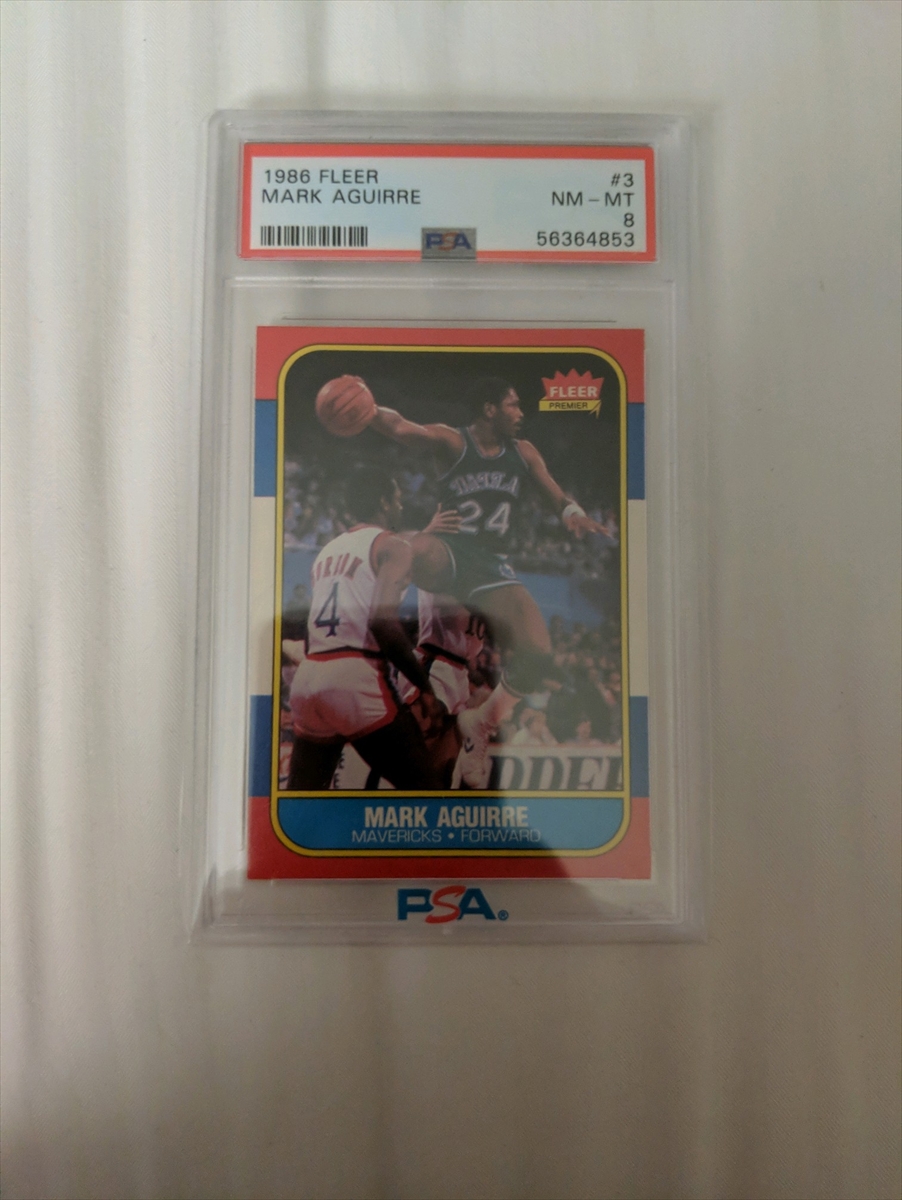 1986 FLEER #3
MARK AGUIRRE NM - MT
8
PSA 56364853
FLEER
PREMIER
24
4
10
MARK AGUIRRE
MAVERICKS • FORWARD
PSA®